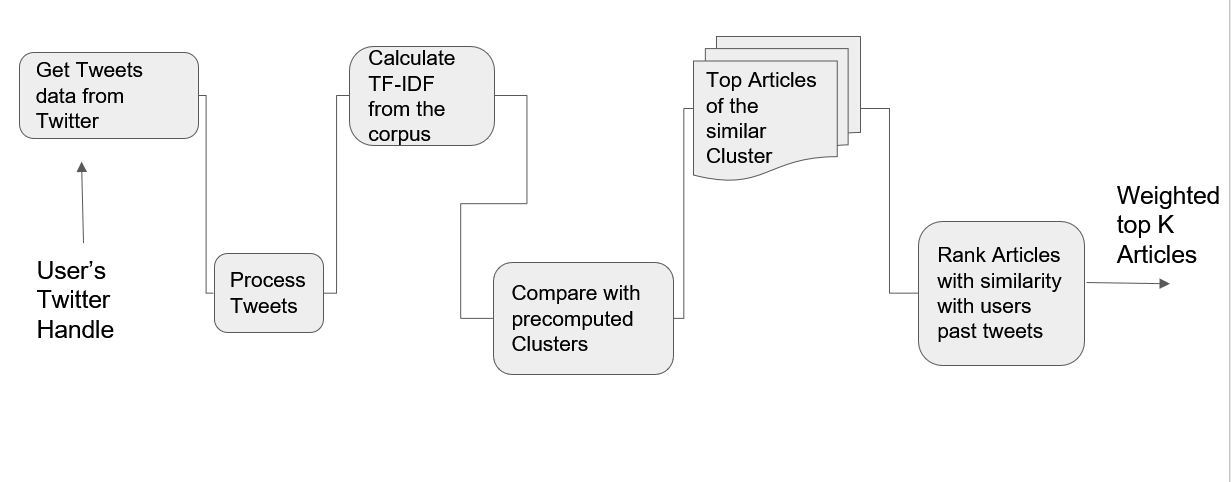 Get Tweets
data from
Twitter
User’s
Twitter
Handle
Process
Tweets
Calculate
TF-IDF
from the
corpus
Compare with
precomputed
Clusters
Top Articles
of the
similar
Cluster
Rank Articles
with similarity
with users
past tweets
Weighted
top K
Articles